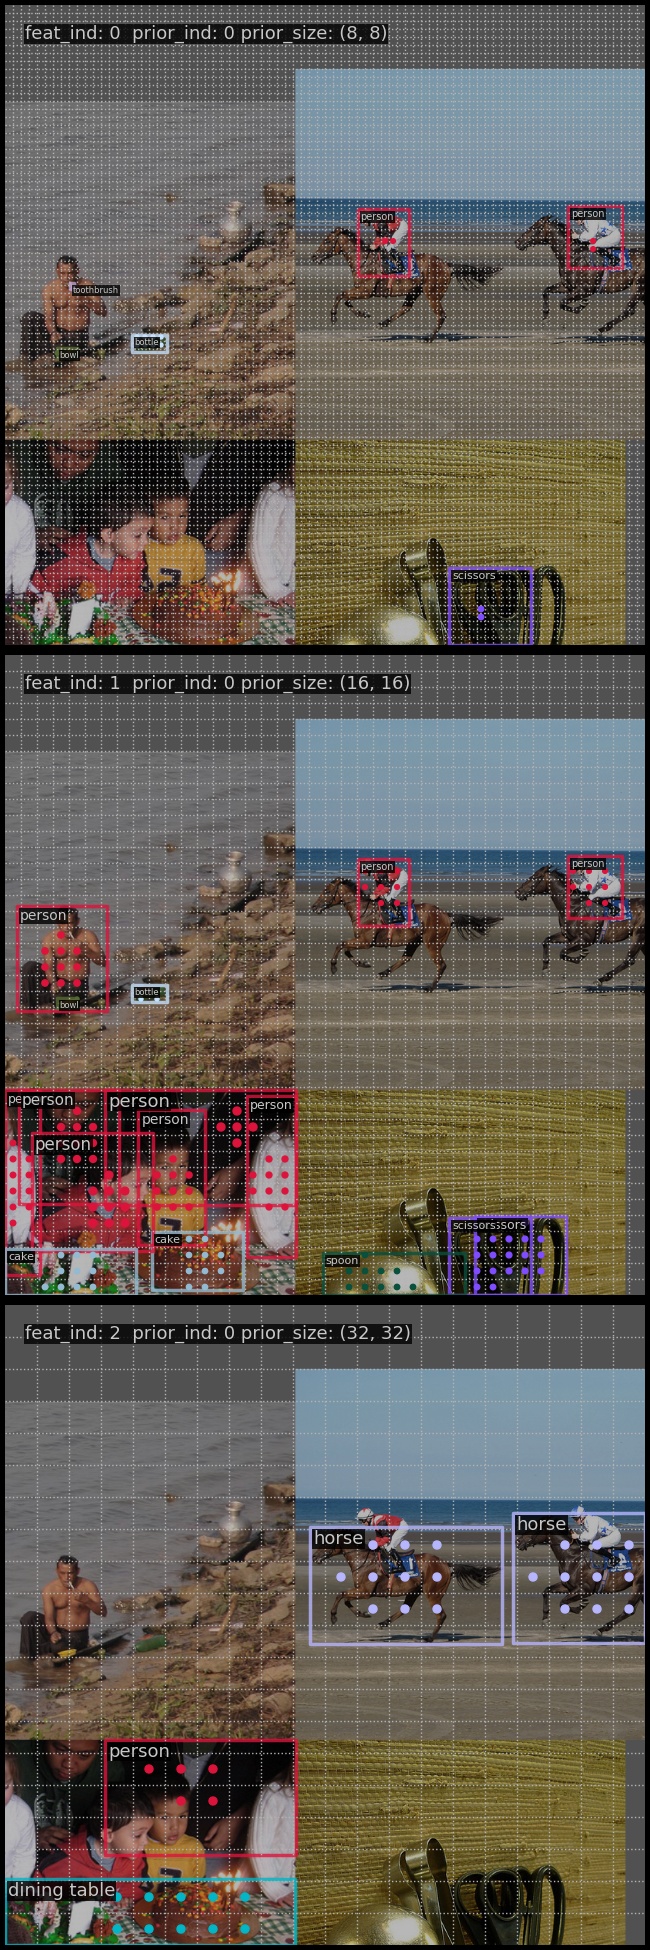 feat_ind: 0  prior_ind: 0 prior_size: (8, 8)
person
person
toothbrush
bottle
bowl
scissors
feat_ind: 1  prior_ind: 0 prior_size: (16, 16)
person
person
person
bottle
bowl
person
person
person
person
person
cake
cake
scissors
spoon
feat_ind: 2  prior_ind: 0 prior_size: (32, 32)
horse
horse
person
dining table